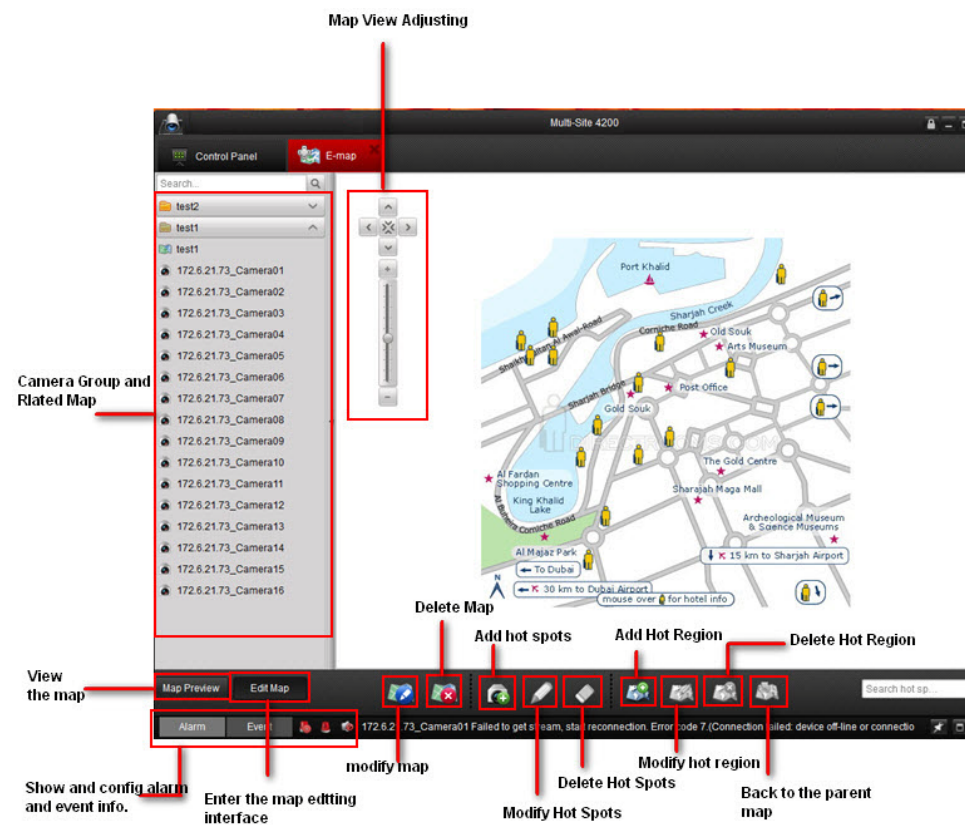 Map View Adjusting
Multi-Site 4200
Control Panel
E-map
Search...
test2
test1
test1
172.6.21.73_Camera01
172.6.21.73_Camera02
172.6.21.73_Camera03
172.6.21.73_Camera04
172.6.21.73_Camera05
172.6.21.73_Camera06
172.6.21.73_Camera07
172.6.21.73_Camera08
172.6.21.73_Camera09
172.6.21.73_Camera10
172.6.21.73_Camera11
172.6.21.73_Camera12
172.6.21.73_Camera13
172.6.21.73_Camera14
172.6.21.73_Camera15
172.6.21.73_Camera16
Camera Group and
Rlated Map
Port Khalid
Sharjah Creek
Corniche Road
Old Souk
Arts Museum
Sharjah Bridge
Post Office
Gold Souk
The Gold Centre
Al Fardan
Shopping Centre
Sharajah Maga Mall
King Khalid
Lake
Al Buheira Corniche Road
Archeological Museum
& Science Museums
Al Majaz Park
15 km to Sharjah Airport
To Dubai
N
30 km to Dubai Airport
mouse over for hotel info
Delete Map
Add hot spots
Add Hot Region
Delete Hot Region
View
the map
Map Preview
Edit Map
Search hot sp...
Alarm
Event
172.6.21.73_Camera01 Failed to get stream, start reconnection. Error code 7.(Connection failed: device off-line or connectio
modify map
Modify hot region
Delete Hot Spots
Show and config alarm
and event info.
Enter the map edtting
interface
Modify Hot Spots
Back to the parent
map